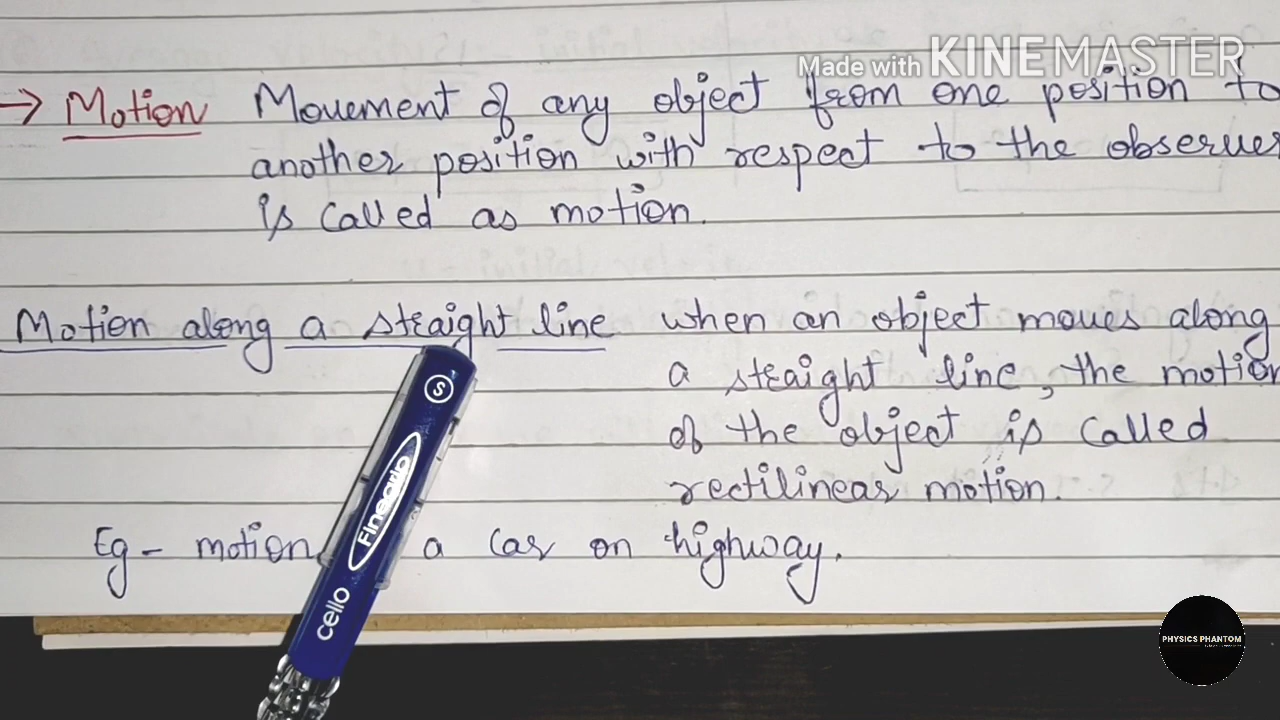 Made with KINEMASTER
→ Motion Movement of any object from one position to
another position with respect to the observer
is called as motion.
Motion along a straight line when an object moves along
a straight line, the motion
of the object is called
rectilinear motion.
Eg - motion a car on highway.
S
Finegrip
cello
PHYSICS PHANTOM